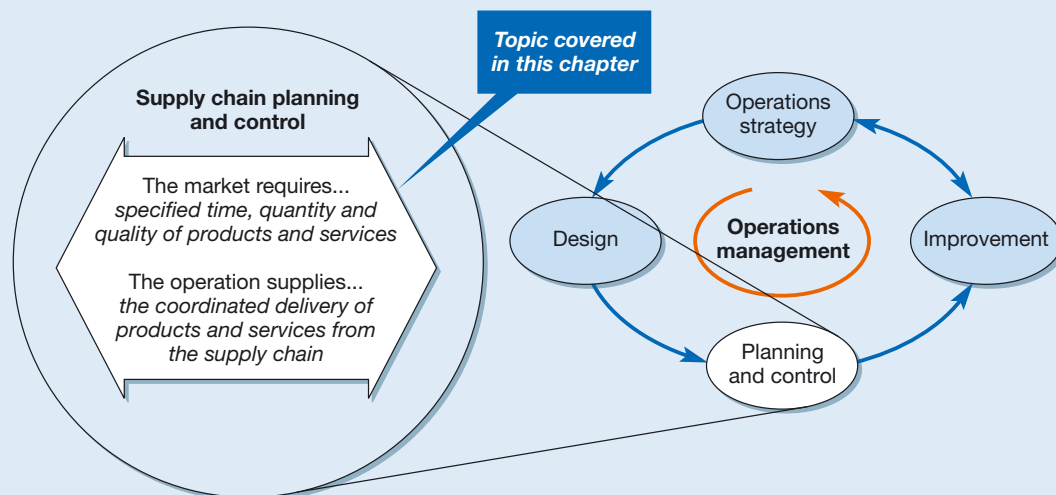 Topic covered
in this chapter
Supply chain planning
and control
The market requires...
specified time, quantity and
quality of products and services
The operation supplies...
the coordinated delivery of
products and services from
the supply chain
Operations
strategy
Design
Operations
management
Improvement
Planning
and control